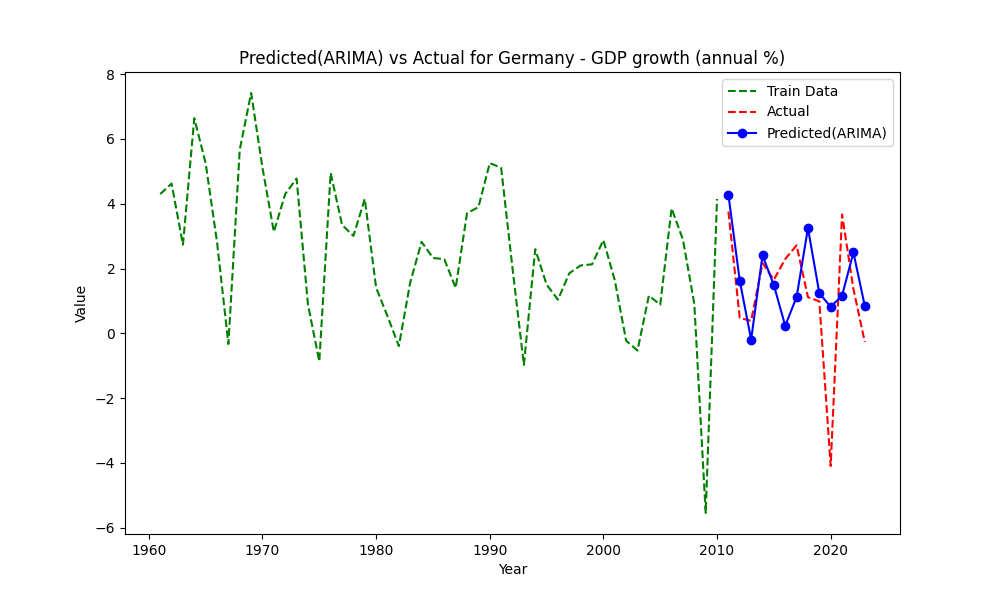 Predicted(ARIMA) vs Actual for Germany - GDP growth (annual %)
Train Data
Actual
Predicted(ARIMA)
8
6
4
2
0
−2
−4
−6
Value
1960 1970 1980 1990 2000 2010 2020
Year